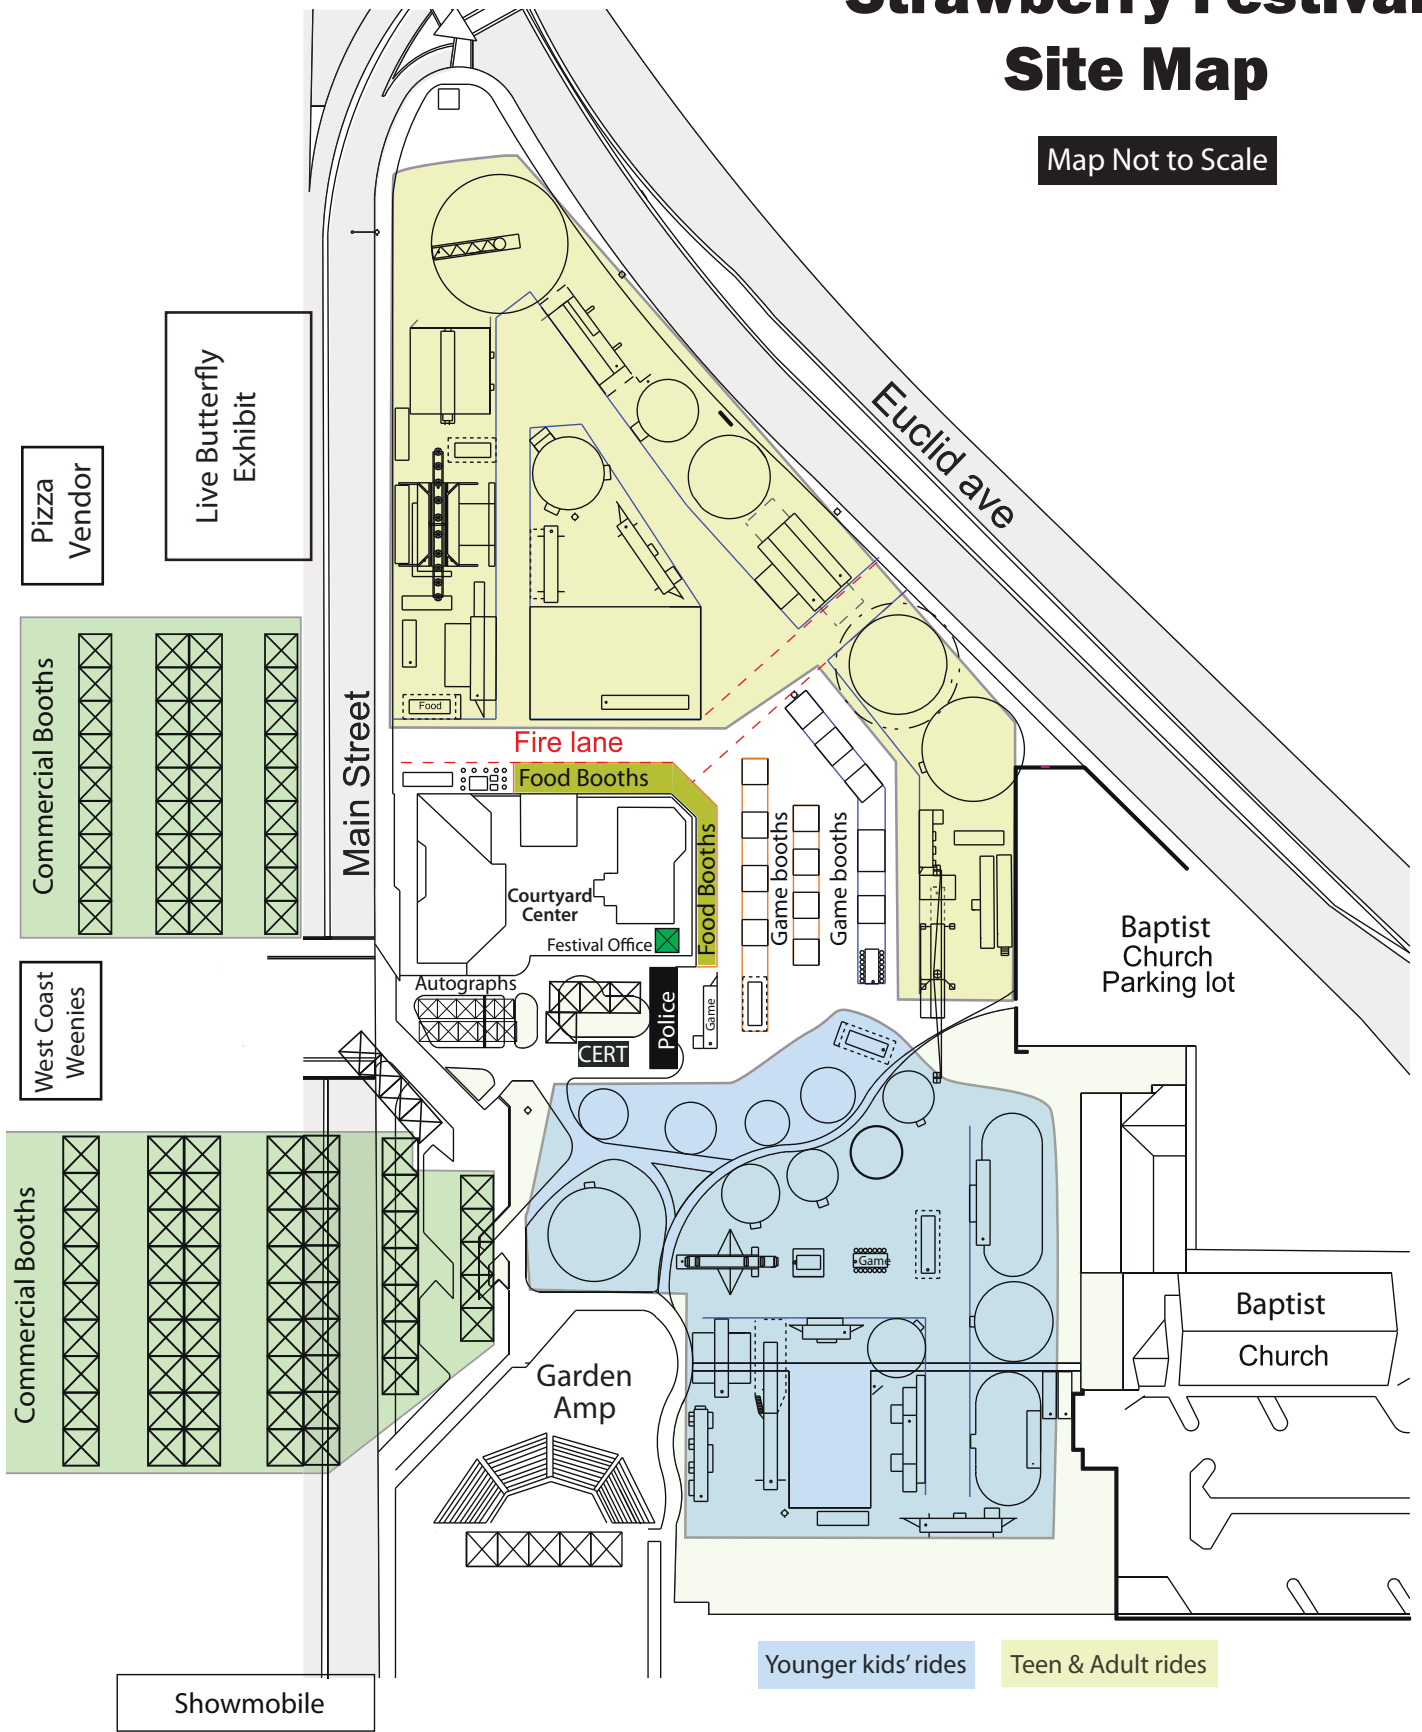 Strawberry Festival
Site Map
Map Not to Scale
Euclid ave
Live Butterfly
Exhibit
Pizza
Vendor
Commercial Booths
Main Street
Food
Fire lane
Food Booths
Food Booths
Game booths
Game booths
Courtyard
Center
Festival Office
Baptist
Church
Parking lot
West Coast
Weenies
Autographs
CERT
Police
Game
Commercial Booths
Game
Baptist
Church
Garden
Amp
Younger kids' rides
Teen & Adult rides
Showmobile